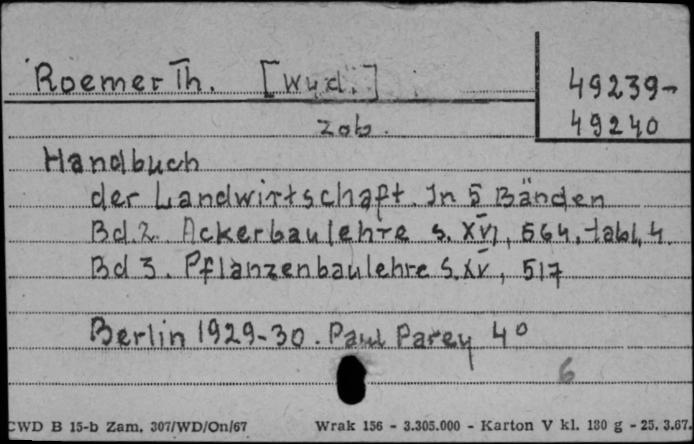 Roemer Th. [Wyd.] 49239-
zob. 49240
Handbuch
der Landwirtschaft. In 5 Bänden
Bd. 2. Ackerbaulehre S. XVI, 564, tabl. 4.
Bd 3. Pflanzenbaulehre S. XV, 517
Berlin 1929-30. Paul Parey 4°
6
CWD B 15-b Zam. 307/WD/On/67 Wrak 156 - 3.305.000 - Karton V kl. 180 g - 25. 3.67.